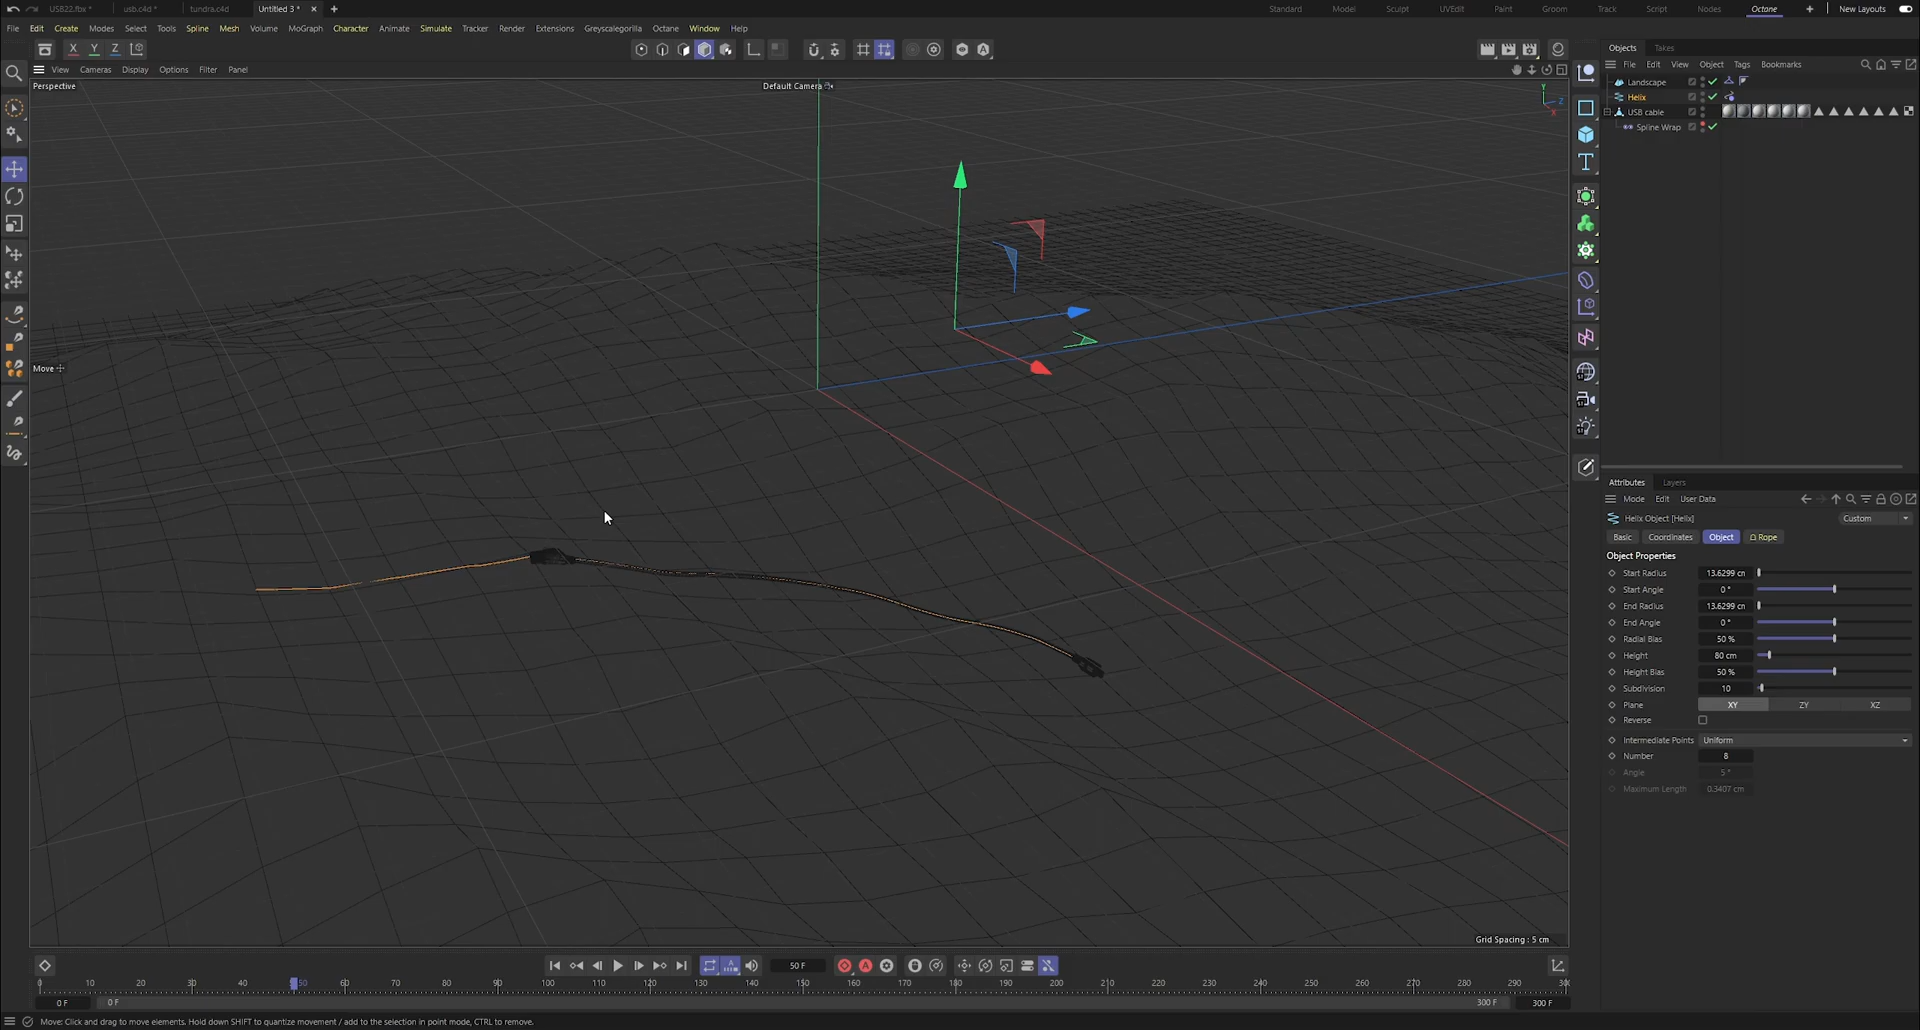 USB22.fbx *
usb.c4d *
tundra.c4d
Untitled 3 *
Standard
Model
Sculpt
UVEdit
Paint
Groom
Track
Script
Nodes
Octane
New Layouts
File Edit Create Modes Select Tools Spline Mesh Volume MoGraph Character Animate Simulate Tracker Render Extensions Greyscalegorilla Octane Window Help
X Y Z
View Cameras Display Options Filter Panel
Perspective
Default Camera
Y
Z
X
Move
Grid Spacing : 5 cm
Objects Takes
File Edit View Object Tags Bookmarks
Landscape
Helix
USB cable
Spline Wrap
Attributes Layers
Mode Edit User Data
Helix Object [Helix]
Custom
Basic Coordinates Object Rope
Object Properties
Start Radius 13.6299 cn
Start Angle 0 °
End Radius 13.6299 cn
End Angle 0 °
Radial Bias 50 %
Height 80 cm
Height Bias 50 %
Subdivision 10
Plane XY ZY XZ
Reverse
Intermediate Points Uniform
Number 8
Angle 5 °
Maximum Length 0.3407 cm
50 F
0 10 20 30 40 50 60 70 80 90 100 110 120 130 140 150 160 170 180 190 200 210 220 230 240 250 260 270 280 290 30
0 F
0 F
300 F
300 F
Move: Click and drag to move elements. Hold down SHIFT to quantize movement / add to the selection in point mode, CTRL to remove.